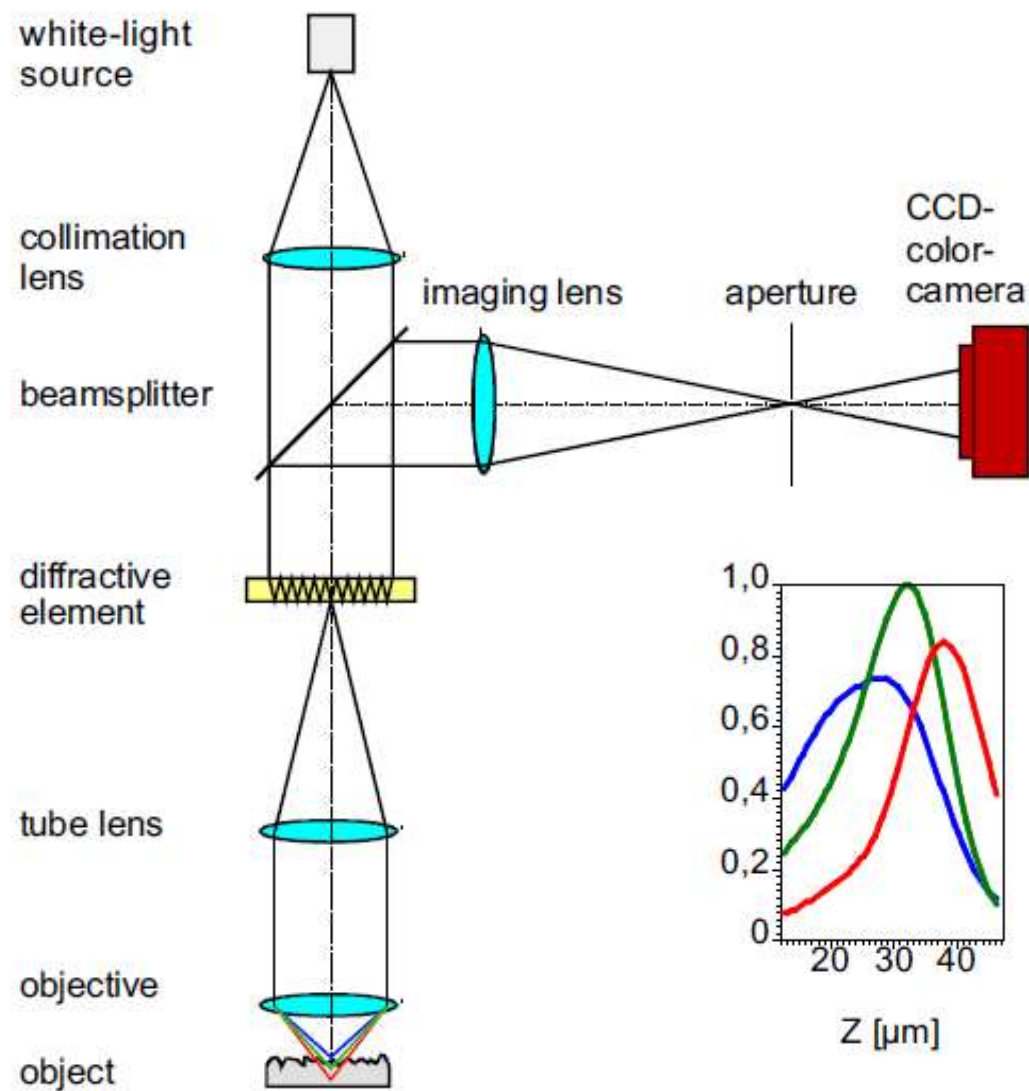 white-light
source
collimation
lens
imaging lens
aperture
CCD-
color-
camera
beamsplitter
diffractive
element
tube lens
objective
object
1,0
0,8
0,6
0,4
0,2
0
20 30 40
Z [µm]